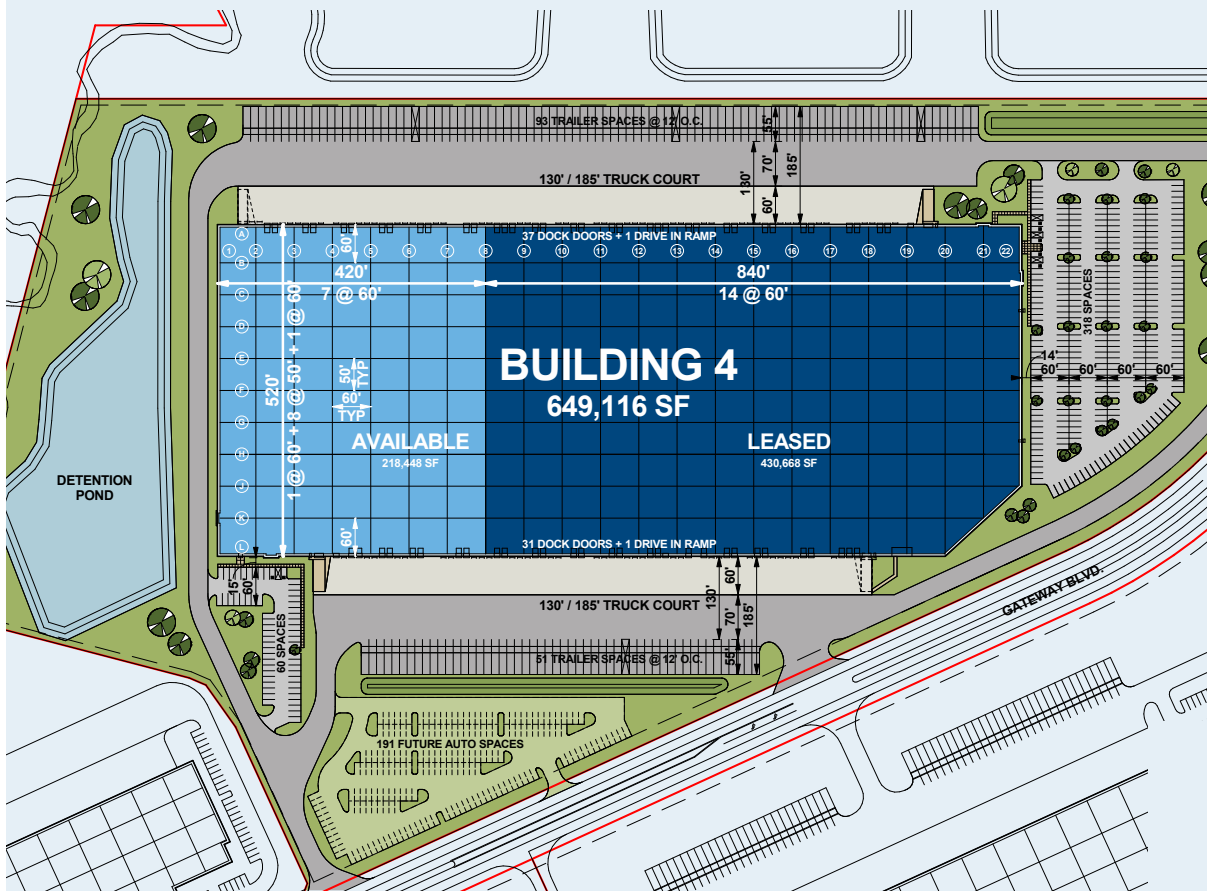 93 TRAILER SPACES @ 12' O.C.
55'
70'
130'
185'
60'
130' / 185' TRUCK COURT
37 DOCK DOORS + 1 DRIVE IN RAMP
A
1
2
3
4
5
6
7
8
9
10
11
12
13
14
15
16
17
18
19
20
21
22
60'
B
420'
7 @ 60'
840'
14 @ 60'
C
D
E
F
G
H
J
K
L
520'
1 @ 60' + 8 @ 50' + 1 @ 60'
50'
TYP
60'
TYP
BUILDING 4
649,116 SF
AVAILABLE
218,448 SF
LEASED
430,668 SF
318 SPACES
14'
60'
60'
60'
60'
DETENTION
POND
60'
31 DOCK DOORS + 1 DRIVE IN RAMP
15'
60'
60 SPACES
130' / 185' TRUCK COURT
130'
60'
70'
185'
55'
51 TRAILER SPACES @ 12' O.C.
GATEWAY BLVD.
191 FUTURE AUTO SPACES